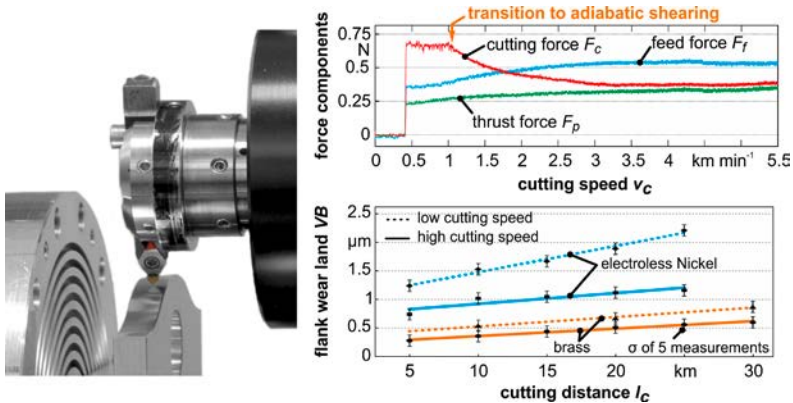 transition to adiabatic shearing
force components
N
0.75
0.5
0.25
0
cutting force Fc
feed force Ff
thrust force Fp
0 0.5 1 1.5 2 2.5 3 3.5 4 km min-1 5.5
cutting speed vc
flank wear land VB
2.5
µm
1.5
1
0.5
0
low cutting speed
high cutting speed
electroless Nickel
brass
σ of 5 measurements
5 10 15 20 km 30
cutting distance lc